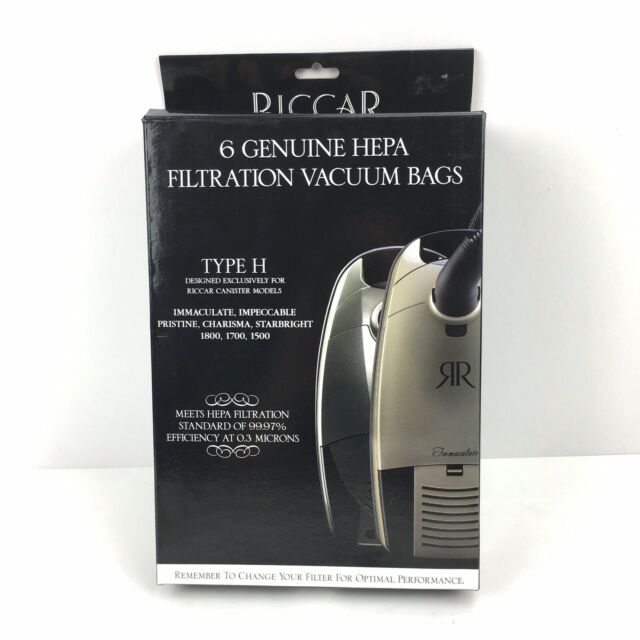 RICCAR
6 GENUINE HEPA
FILTRATION VACUUM BAGS
TYPE H
DESIGNED EXCLUSIVELY FOR
RICCAR CANISTER MODELS
IMMACULATE, IMPECCABLE
PRISTINE, CHARISMA, STARBRIGHT
1800, 1700, 1500
MEETS HEPA FILTRATION
STANDARD OF 99.97%
EFFICIENCY AT 0.3 MICRONS
RR
Immaculate
REMEMBER TO CHANGE YOUR FILTER FOR OPTIMAL PERFORMANCE.